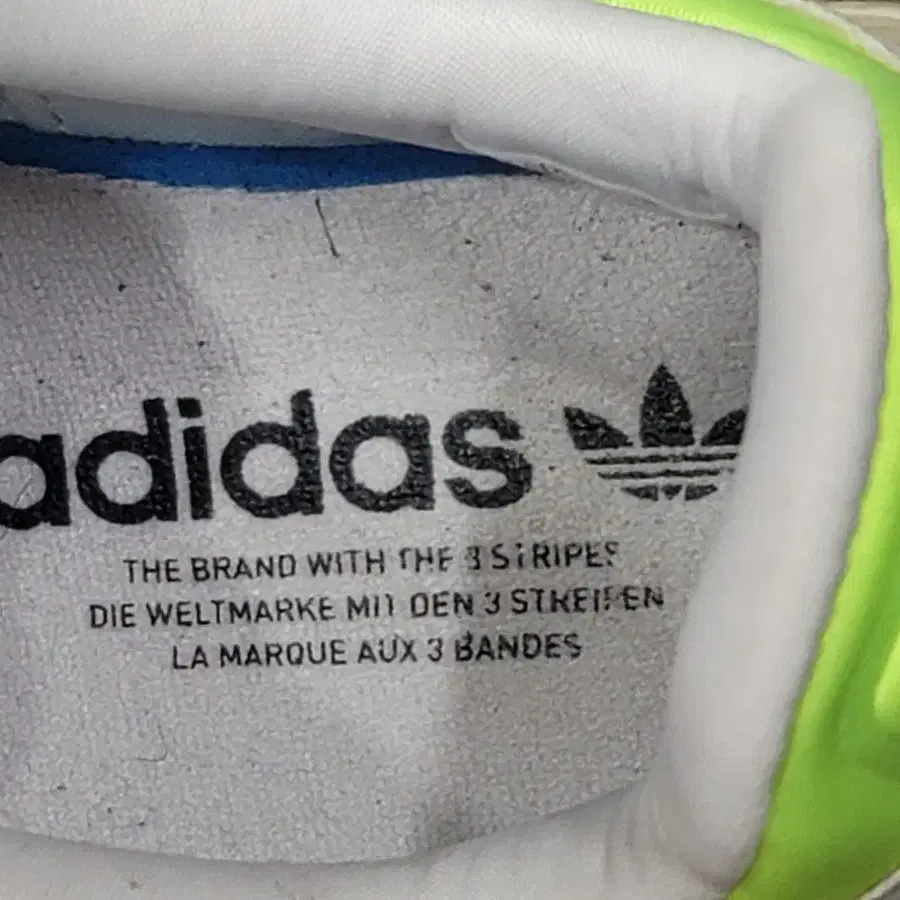 adidas
THE BRAND WITH THE 3 STRIPES
DIE WELTMARKE MIT DEN 3 STREIFEN
LA MARQUE AUX 3 BANDES